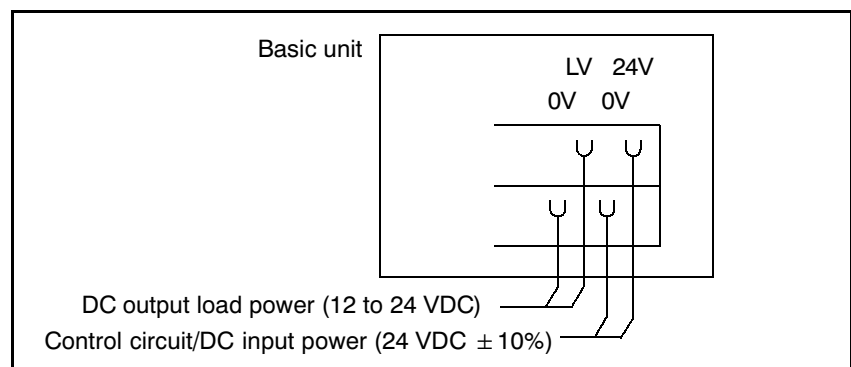 Basic unit
LV 24V
0V 0V
DC output load power (12 to 24 VDC)
Control circuit/DC input power (24 VDC ± 10%)